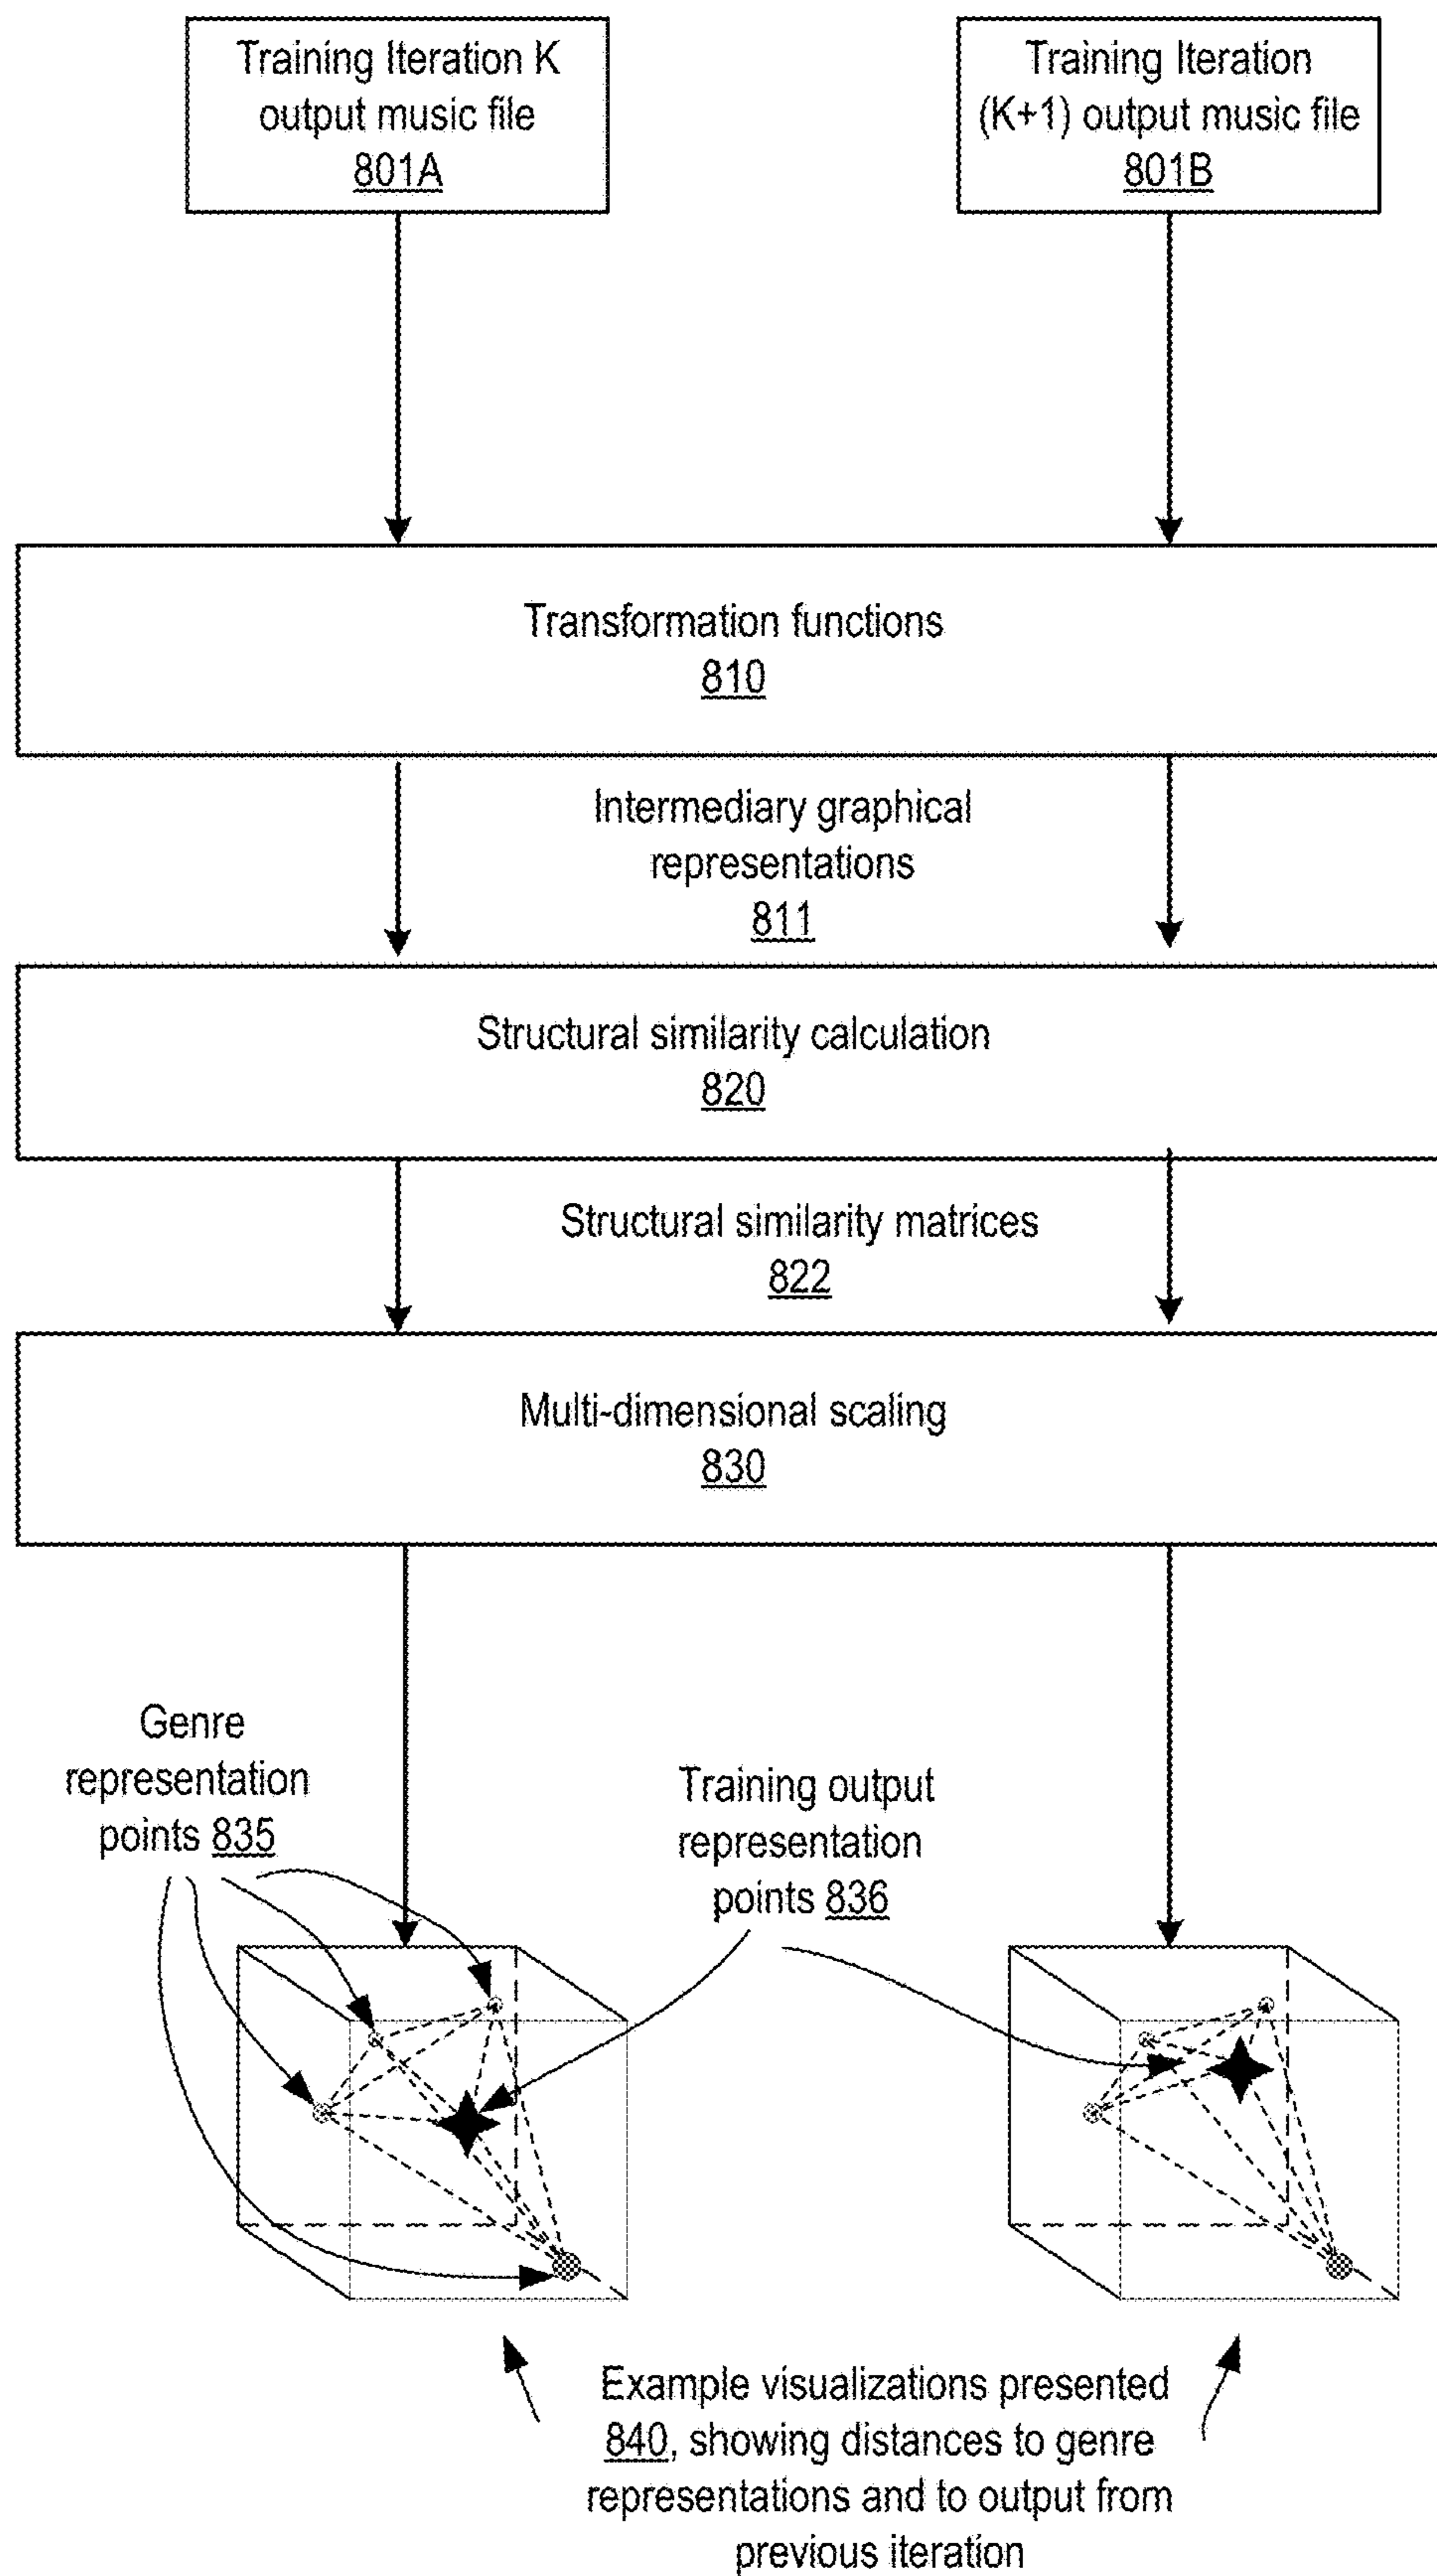 Training Iteration K
output music file
801A
Training Iteration
(K+1) output music file
801B
Transformation functions
810
Intermediary graphical
representations
811
Structural similarity calculation
820
Structural similarity matrices
822
Multi-dimensional scaling
830
Genre
representation
points 835
Training output
representation
points 836
Example visualizations presented
840, showing distances to genre
representations and to output from
previous iteration